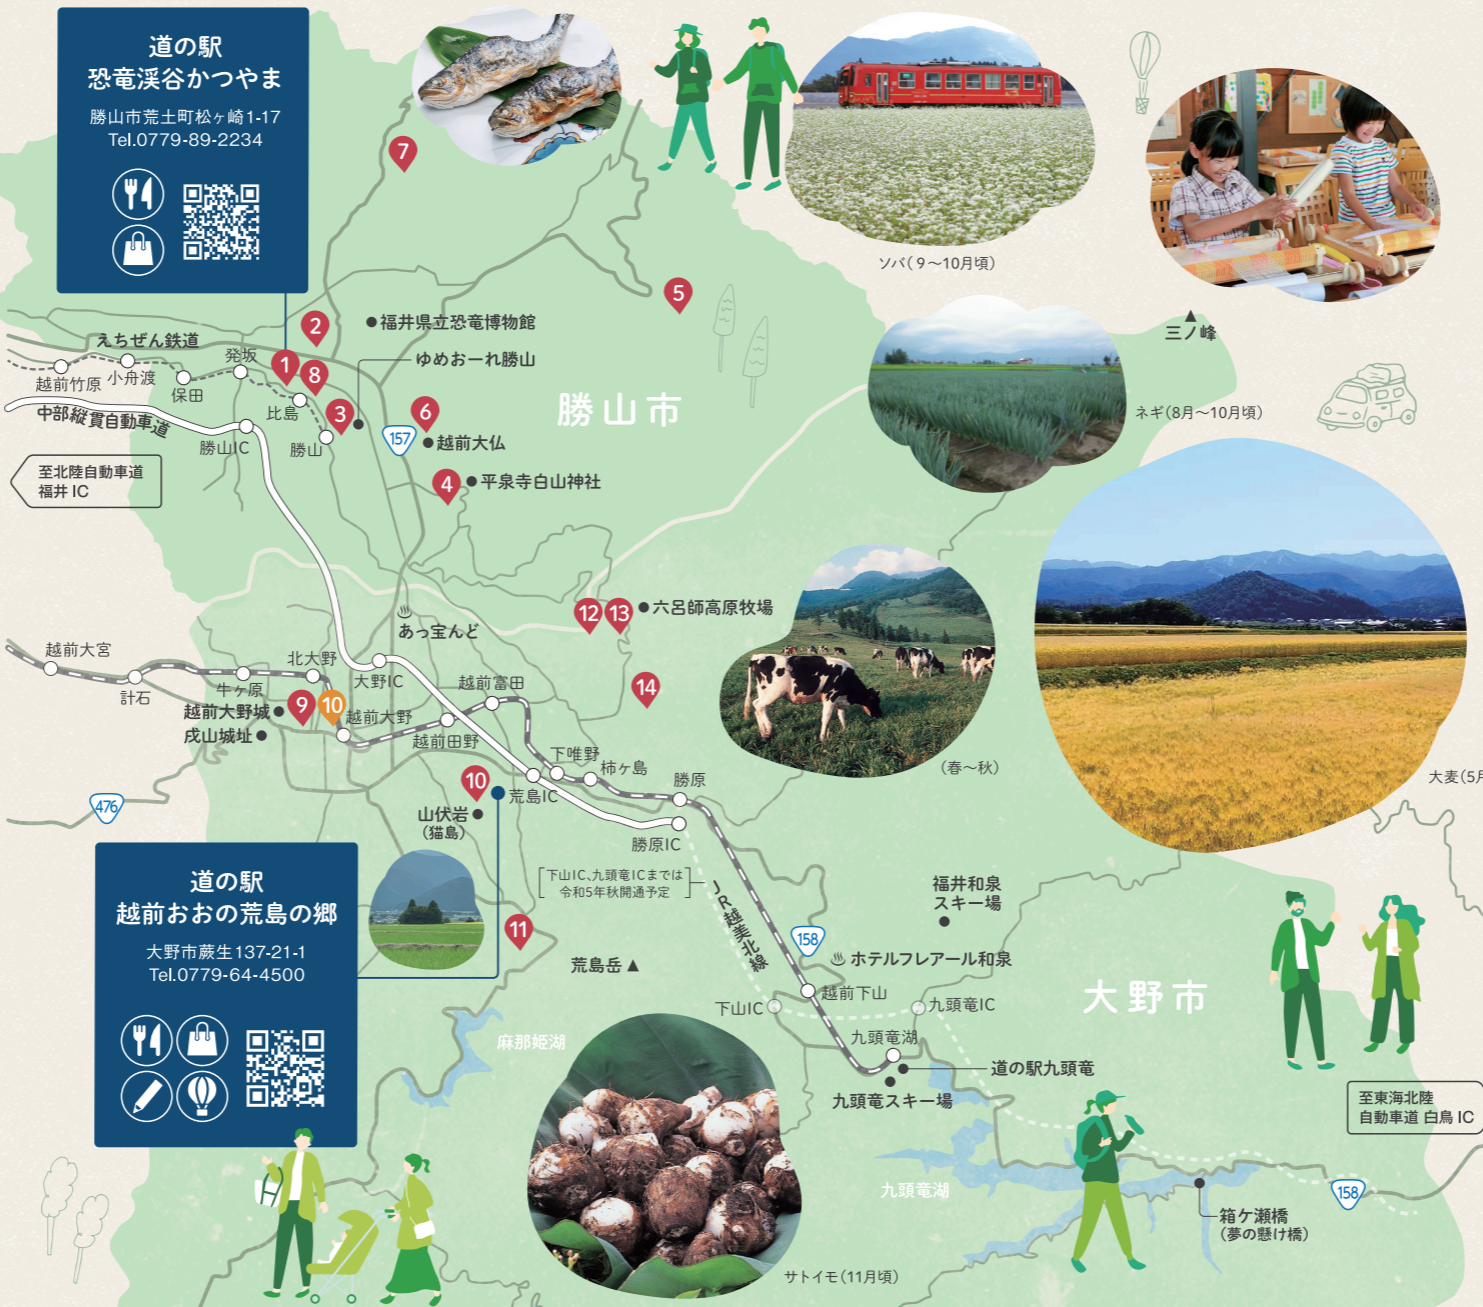 道の駅
恐竜渓谷かつやま
勝山市荒土町松ヶ崎1-17
Tel.0779-89-2234
7
ソバ(9〜10月頃)
5
三ノ峰
2
福井県立恐竜博物館
ゆめおーれ勝山
えちぜん鉄道
越前竹原
小舟渡
保田
発坂
1
8
比島
3
勝山
中部縦貫自動車道
勝山IC
157
6
越前大仏
4
平泉寺白山神社
勝山市
ネギ(8月〜10月頃)
至北陸自動車道
福井 IC
あっ宝んど
12
13
六呂師高原牧場
14
(春〜秋)
大麦(5月
越前大宮
計石
牛ヶ原
北大野
大野IC
越前富田
越前大野城
9
10
越前大野
戌山城址
越前田野
下唯野
柿ヶ島
勝原
476
10
荒島IC
山伏岩
(猫島)
勝原IC
下山IC、九頭竜ICまでは
令和5年秋開通予定
JR越美北線
道の駅
越前おおの荒島の郷
大野市蕨生137-21-1
Tel.0779-64-4500
11
荒島岳
麻那姫湖
福井和泉
スキー場
158
ホテルフレアール和泉
越前下山
下山IC
九頭竜IC
大野市
九頭竜湖
道の駅九頭竜
九頭竜スキー場
至東海北陸
自動車道 白鳥 IC
九頭竜湖
158
箱ケ瀬橋
(夢の懸け橋)
サトイモ(11月頃)